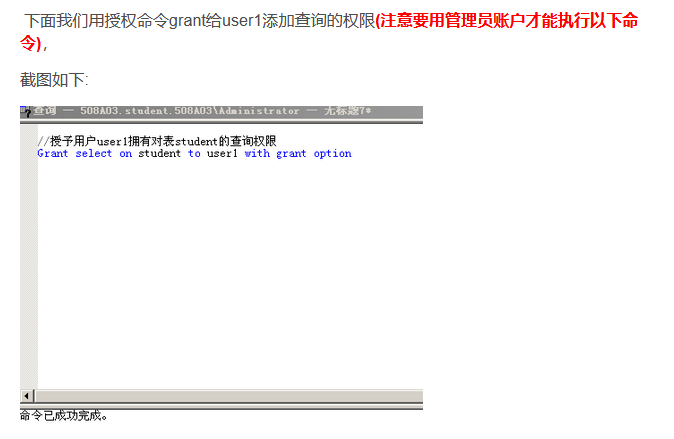 下面我们用授权命令grant给user1添加查询的权限(注意要用管理员账户才能执行以下命
令),
截图如下:
查询 — 508A03.student.508A03\Administrator — 无标题7*
//授予用户user1拥有对表student的查询权限
Grant select on student to user1 with grant option
命令已成功完成。